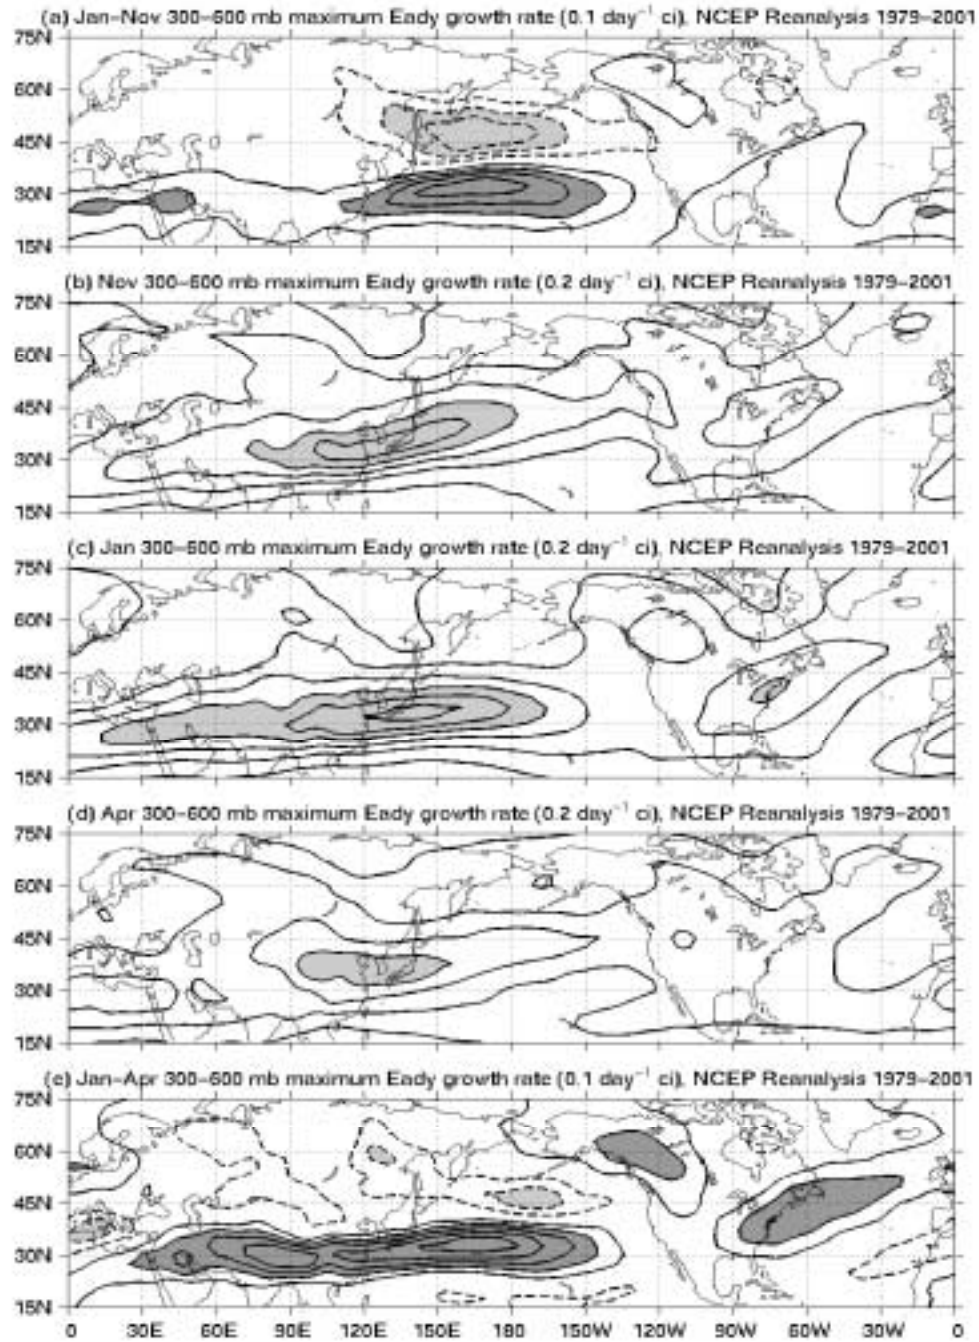 (a) Jan–Nov 300–600 mb maximum Eady growth rate (0.1 day⁻¹ ci), NCEP Reanalysis 1979–2001
75N
60N
45N
30N
15N
(b) Nov 300–600 mb maximum Eady growth rate (0.2 day⁻¹ ci), NCEP Reanalysis 1979–2001
75N
60N
45N
30N
15N
(c) Jan 300–600 mb maximum Eady growth rate (0.2 day⁻¹ ci), NCEP Reanalysis 1979–2001
75N
60N
45N
30N
15N
(d) Apr 300–600 mb maximum Eady growth rate (0.2 day⁻¹ ci), NCEP Reanalysis 1979–2001
75N
60N
45N
30N
15N
(e) Jan–Apr 300–600 mb maximum Eady growth rate (0.1 day⁻¹ ci), NCEP Reanalysis 1979–2001
75N
60N
45N
30N
15N
0 30E 60E 90E 120E 150E 180 150W 120W 90W 60W 30W 0